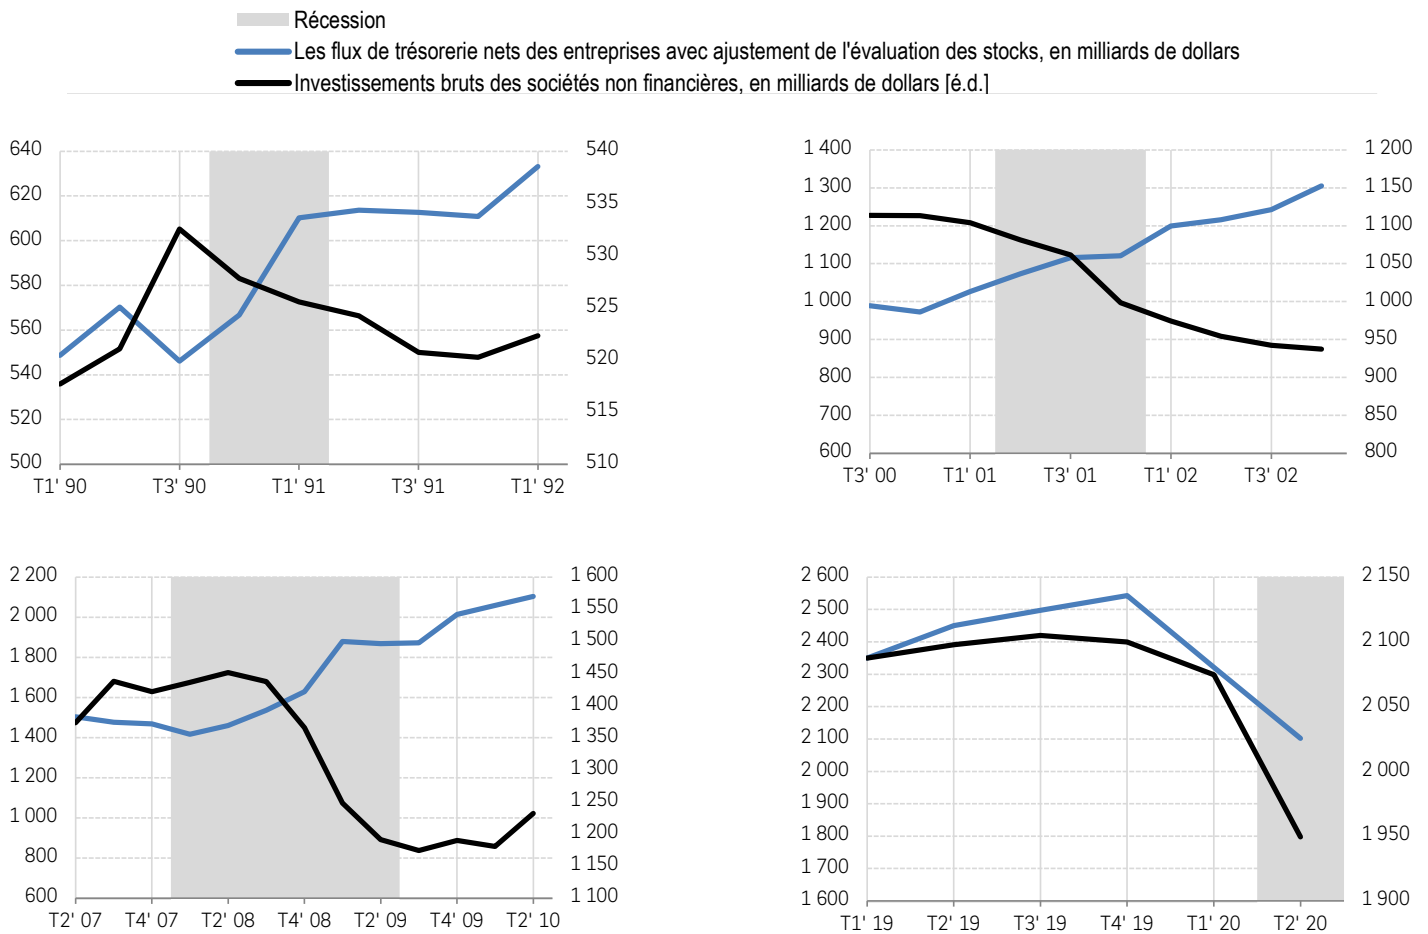 Récession
Les flux de trésorerie nets des entreprises avec ajustement de l'évaluation des stocks, en milliards de dollars
Investissements bruts des sociétés non financières, en milliards de dollars [é.d.]
640
620
600
580
560
540
520
500
540
535
530
525
520
515
510
T1' 90
T3' 90
T1' 91
T3' 91
T1' 92
1 400
1 300
1 200
1 100
1 000
900
800
700
600
1 200
1 150
1 100
1 050
1 000
950
900
850
800
T3' 00
T1' 01
T3' 01
T1' 02
T3' 02
2 200
2 000
1 800
1 600
1 400
1 200
1 000
800
600
1 600
1 550
1 500
1 450
1 400
1 350
1 300
1 250
1 200
1 150
1 100
T2' 07
T4' 07
T2' 08
T4' 08
T2' 09
T4' 09
T2' 10
2 600
2 500
2 400
2 300
2 200
2 100
2 000
1 900
1 800
1 700
1 600
2 150
2 100
2 050
2 000
1 950
1 900
T1' 19
T2' 19
T3' 19
T4' 19
T1' 20
T2' 20